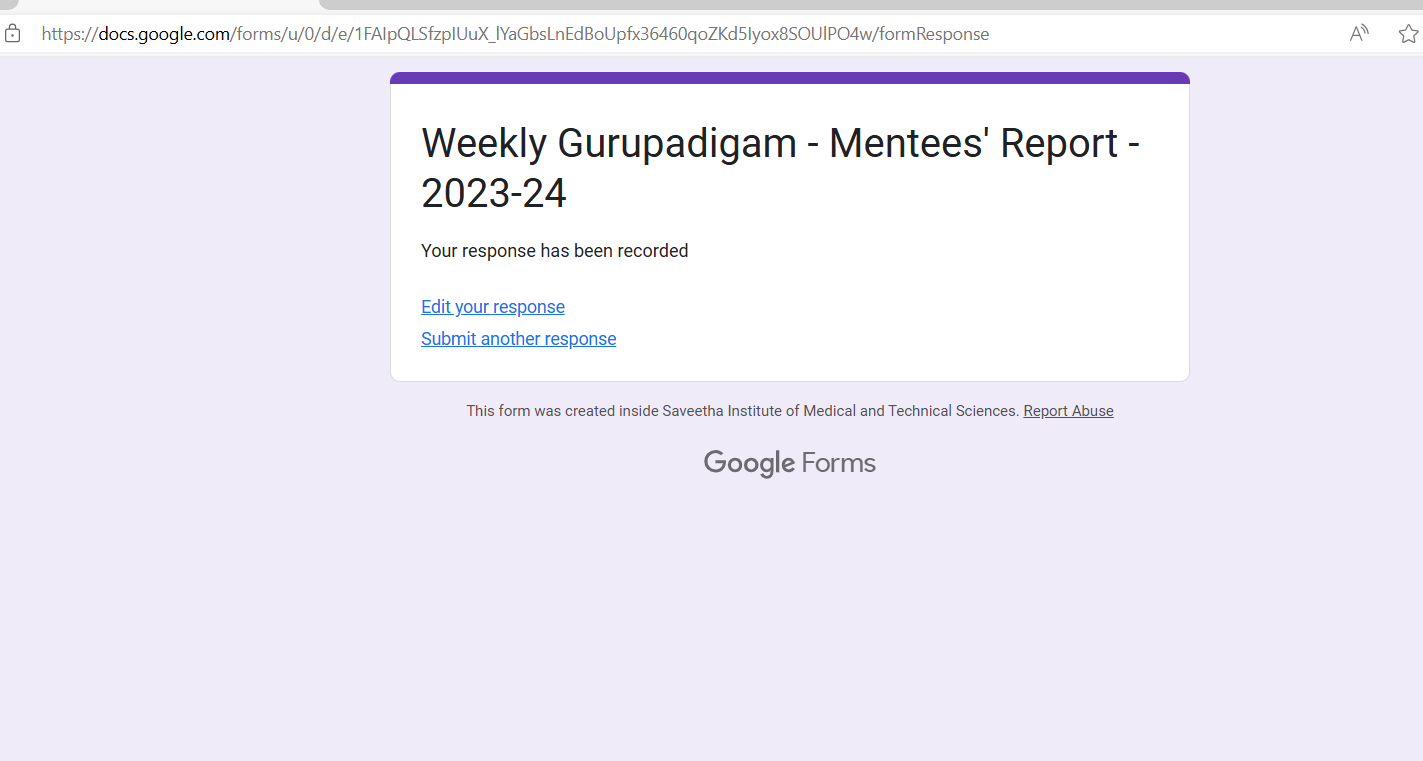 https://docs.google.com/forms/u/0/d/e/1FAIpQLSfzpIUuX_lYaGbsLnEdBoUpfx36460qoZKd5Iyox8SOUlPO4w/formResponse
Weekly Gurupadigam - Mentees' Report -
2023-24
Your response has been recorded
Edit your response
Submit another response
This form was created inside Saveetha Institute of Medical and Technical Sciences. Report Abuse
Google Forms